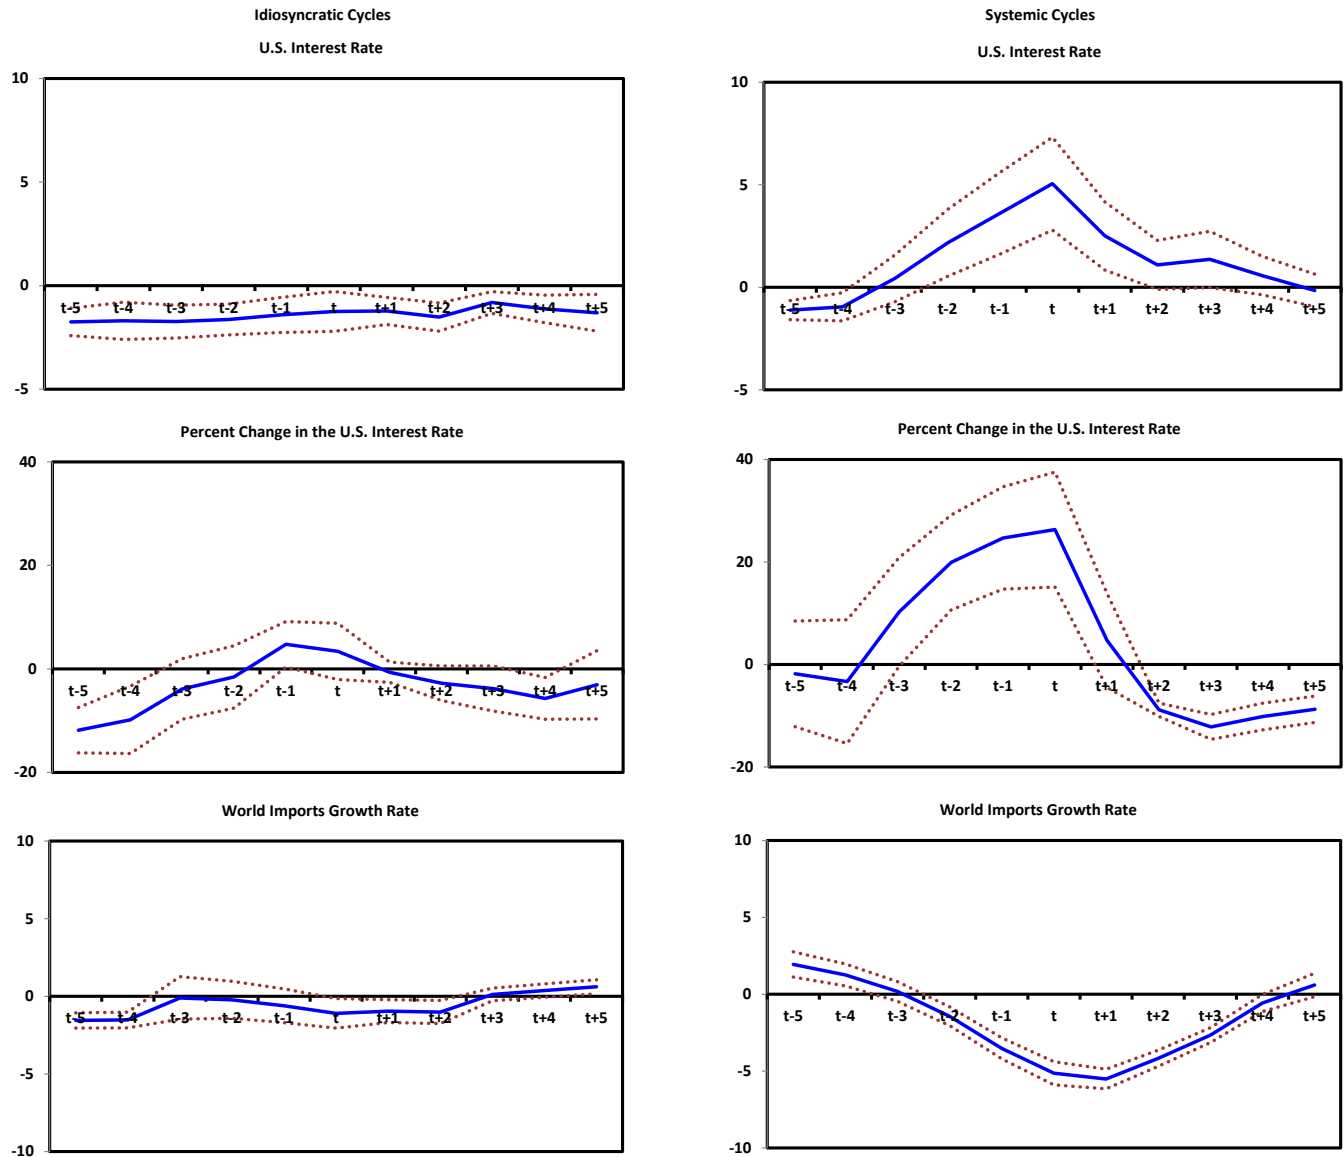 Idiosyncratic Cycles
U.S. Interest Rate
10
5
0
-5
t-5 t-4 t-3 t-2 t-1 t t+1 t+2 t+3 t+4 t+5
Systemic Cycles
U.S. Interest Rate
10
5
0
-5
t-5 t-4 t-3 t-2 t-1 t t+1 t+2 t+3 t+4 t+5
Percent Change in the U.S. Interest Rate
40
20
0
-20
t-5 t-4 t-3 t-2 t-1 t t+1 t+2 t+3 t+4 t+5
Percent Change in the U.S. Interest Rate
40
20
0
-20
t-5 t-4 t-3 t-2 t-1 t t+1 t+2 t+3 t+4 t+5
World Imports Growth Rate
10
5
0
-5
-10
t-5 t-4 t-3 t-2 t-1 t t+1 t+2 t+3 t+4 t+5
World Imports Growth Rate
10
5
0
-5
-10
t-5 t-4 t-3 t-2 t-1 t t+1 t+2 t+3 t+4 t+5